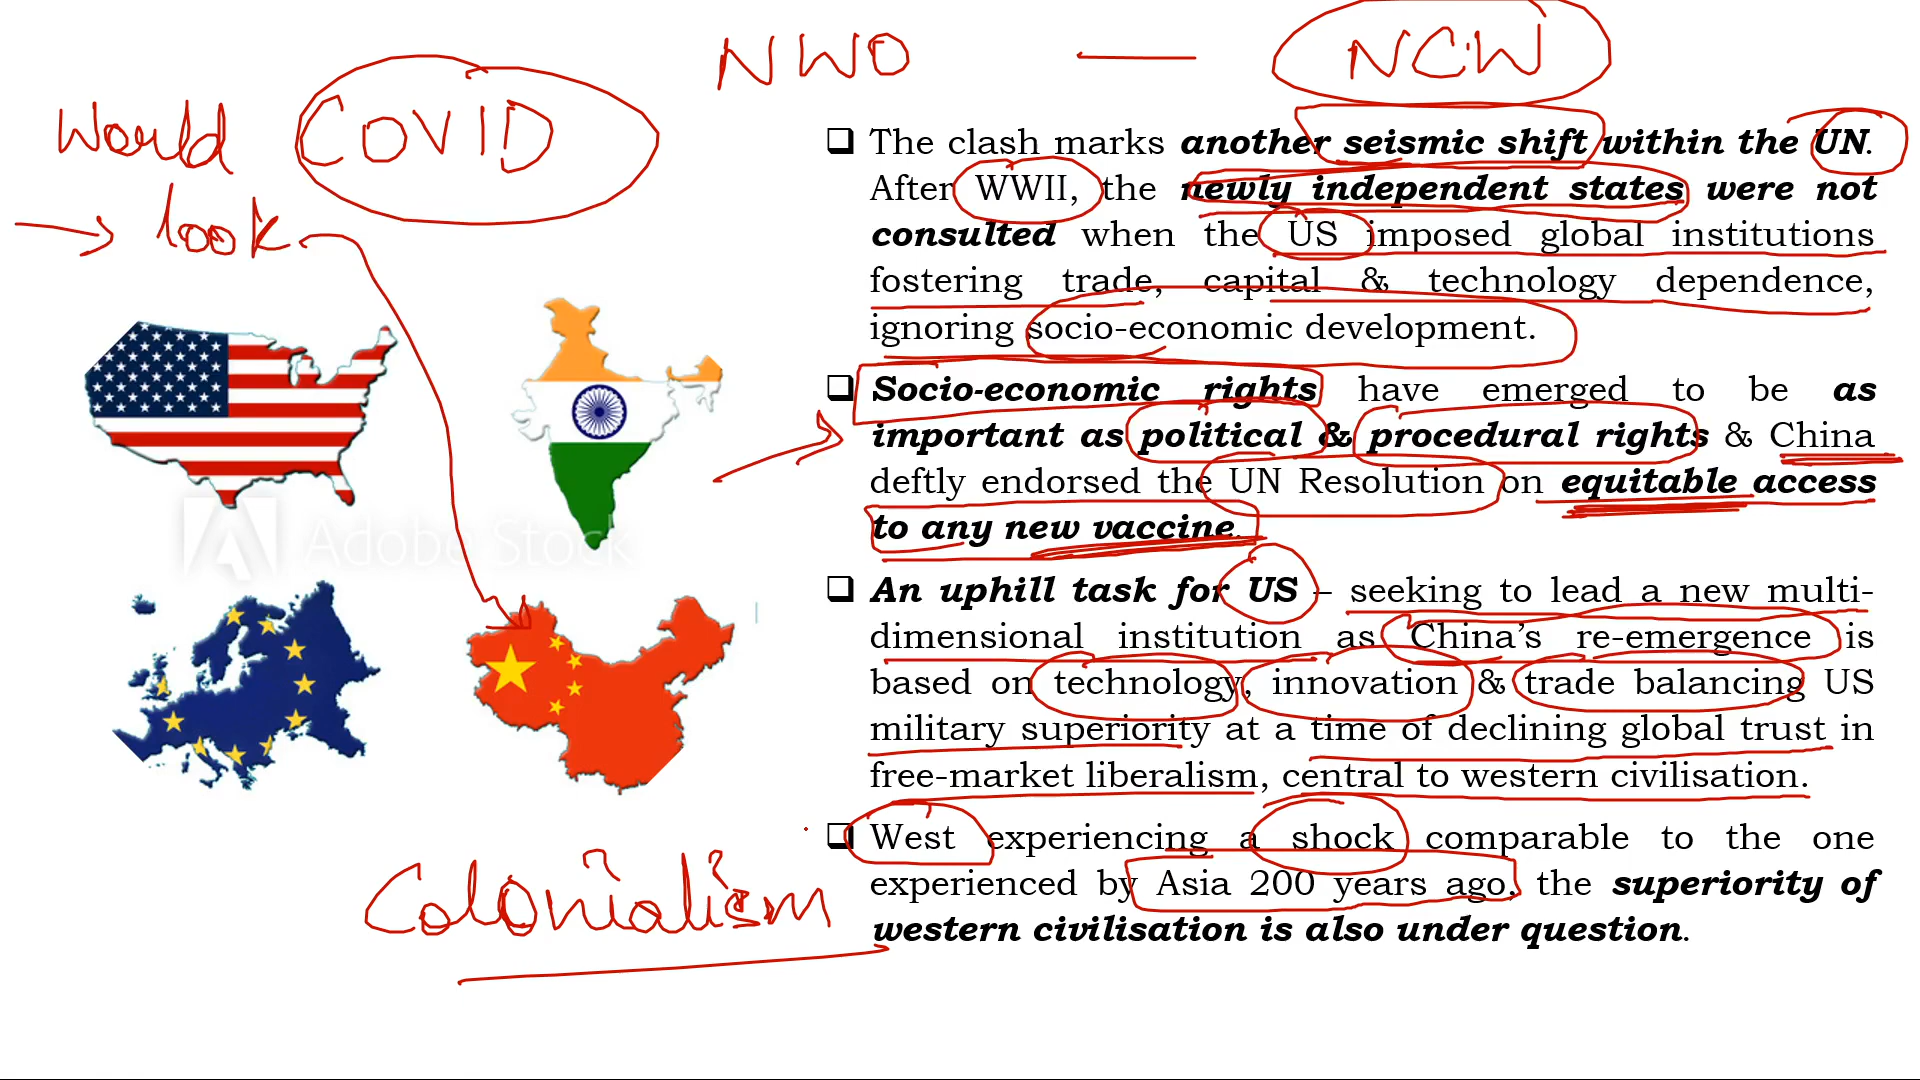 NWO — NCW
World COVID
→ look
❑ The clash marks another seismic shift within the UN.
After WWII, the newly independent states were not
consulted when the US imposed global institutions
fostering trade, capital & technology dependence,
ignoring socio-economic development.
❑ Socio-economic rights have emerged to be as
important as political & procedural rights & China
deftly endorsed the UN Resolution on equitable access
to any new vaccine.
❑ An uphill task for US – seeking to lead a new multi-
dimensional institution as China’s re-emergence is
based on technology, innovation & trade balancing US
military superiority at a time of declining global trust in
free-market liberalism, central to western civilisation.
❑ West experiencing a shock comparable to the one
experienced by Asia 200 years ago, the superiority of
western civilisation is also under question.
Adobe Stock
Colonialism